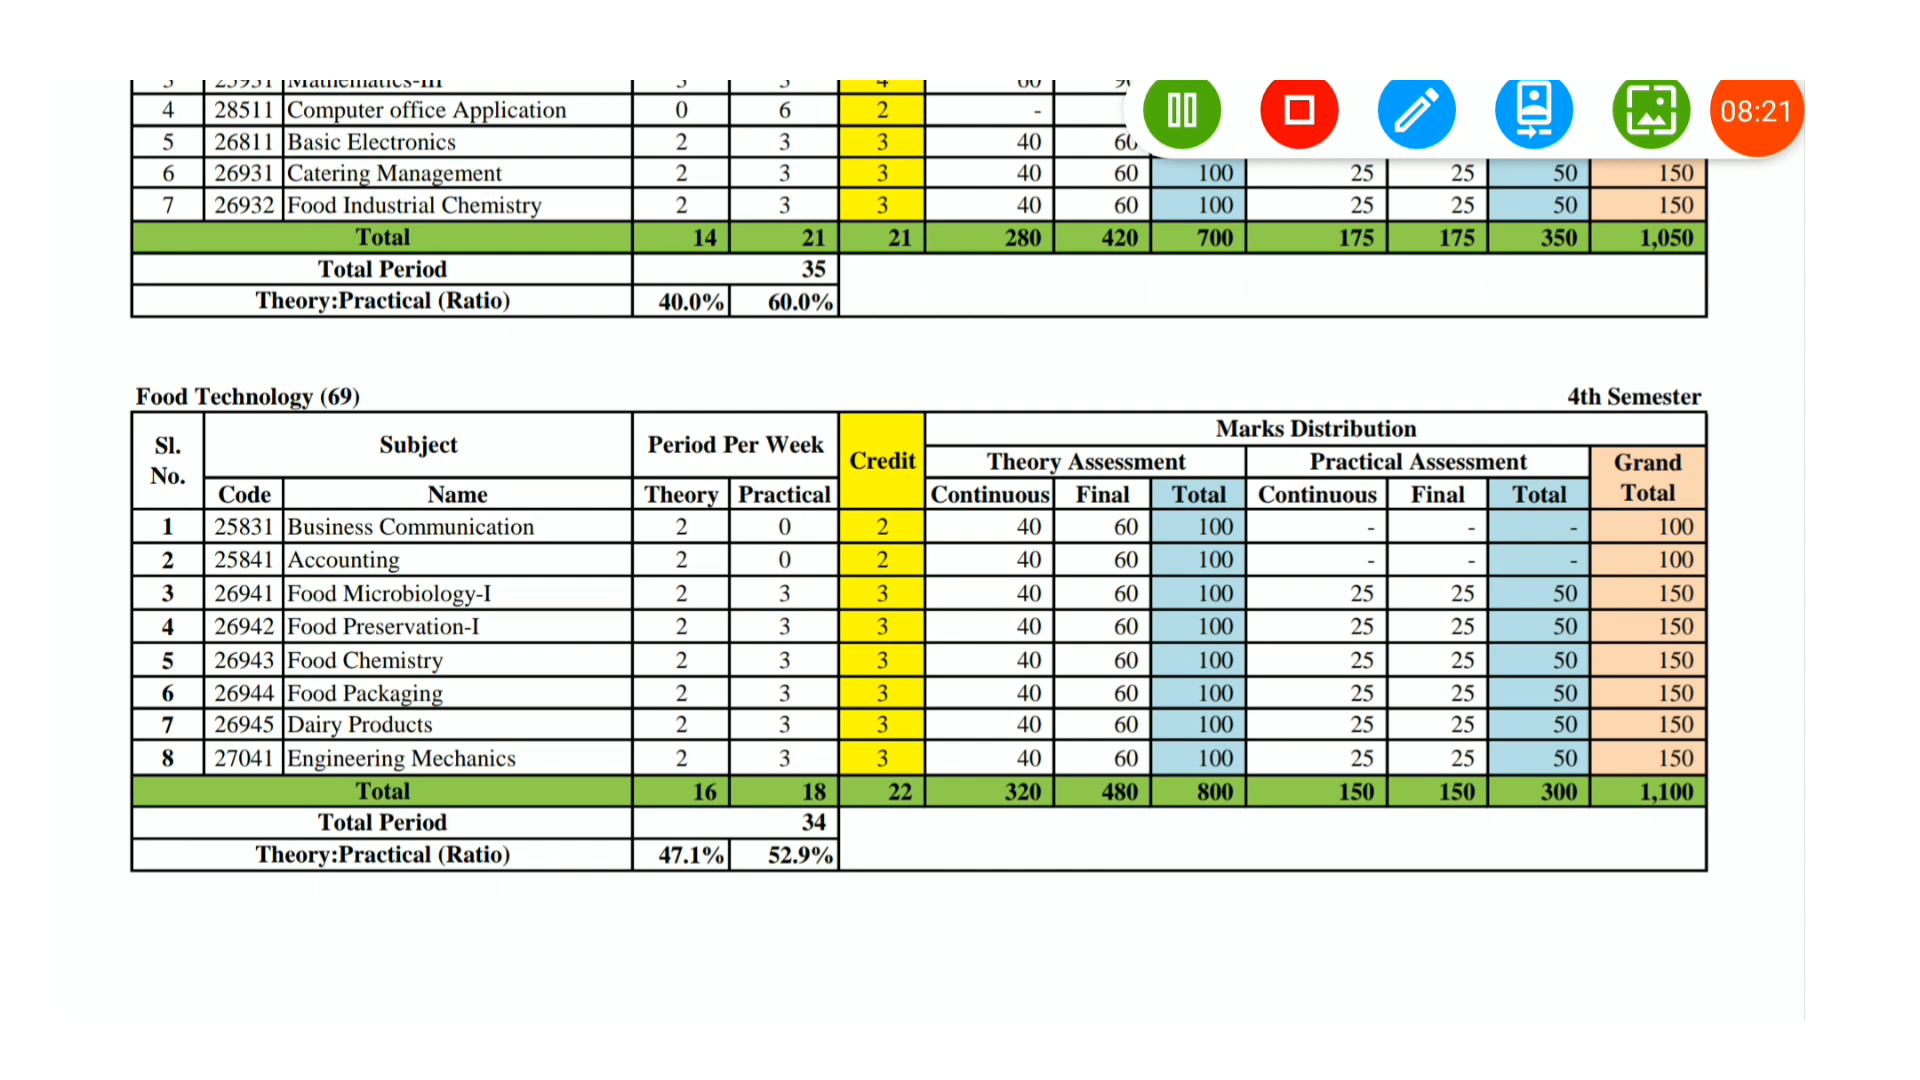 3 25931 Mathematics-III 3 3 4 60
4 28511 Computer office Application 0 6 2 -
5 26811 Basic Electronics 2 3 3 40 60
6 26931 Catering Management 2 3 3 40 60 100 25 25 50 150
7 26932 Food Industrial Chemistry 2 3 3 40 60 100 25 25 50 150
Total 14 21 21 280 420 700 175 175 350 1,050
Total Period 35
Theory:Practical (Ratio) 40.0% 60.0%
08:21
Food Technology (69) 4th Semester
Sl. No. Subject Period Per Week Credit Marks Distribution
Theory Assessment Practical Assessment Grand Total
Code Name Theory Practical Continuous Final Total Continuous Final Total
1 25831 Business Communication 2 0 2 40 60 100 - - - 100
2 25841 Accounting 2 0 2 40 60 100 - - - 100
3 26941 Food Microbiology-I 2 3 3 40 60 100 25 25 50 150
4 26942 Food Preservation-I 2 3 3 40 60 100 25 25 50 150
5 26943 Food Chemistry 2 3 3 40 60 100 25 25 50 150
6 26944 Food Packaging 2 3 3 40 60 100 25 25 50 150
7 26945 Dairy Products 2 3 3 40 60 100 25 25 50 150
8 27041 Engineering Mechanics 2 3 3 40 60 100 25 25 50 150
Total 16 18 22 320 480 800 150 150 300 1,100
Total Period 34
Theory:Practical (Ratio) 47.1% 52.9%